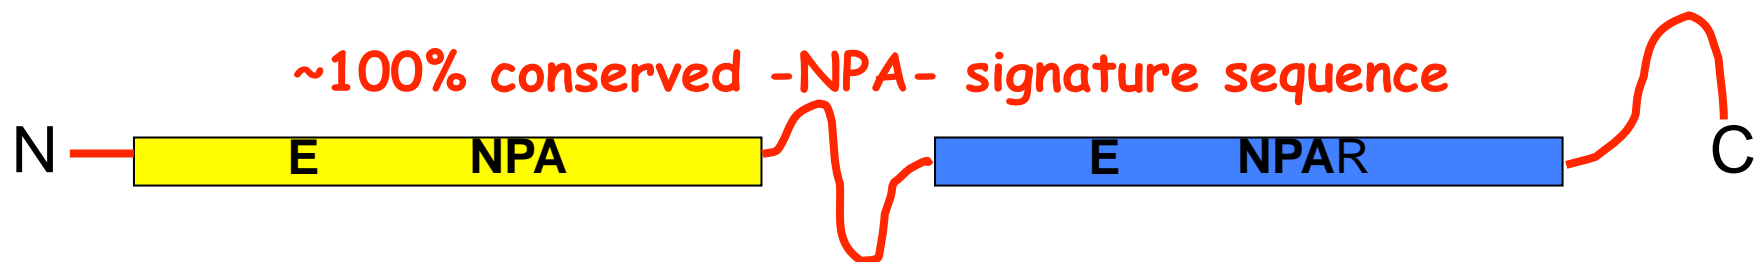 ~100% conserved -NPA- signature sequence
N E NPA E NPAR C